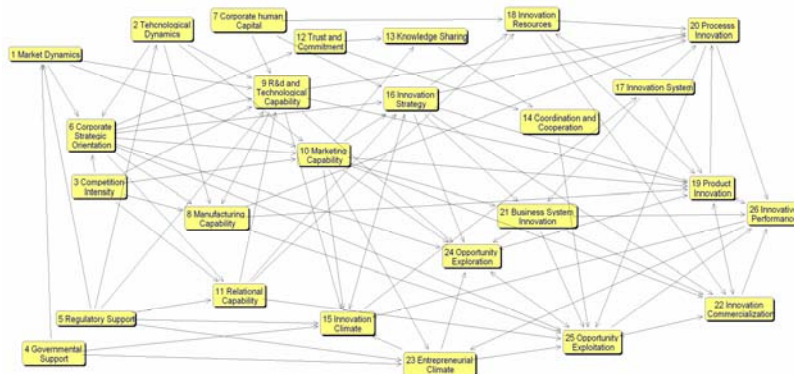 7 Corporate human
Capital
18 Innovation
Resources
2 Tehcnological
Dynamics
20 Processs
Innovation
12 Trust and
Commitment
13 Knowledge Sharing
1 Market Dynamics
9 R&d and
Technological
Capability
17 Innovation System
16 Innovation
Strategy
14 Coordination and
Cooperation
6 Corporate
Strategic
Orientation
10 Marketing
Capability
3 Competition
Intensity
19 Product
Innovation
8 Manufacturing
Capability
21 Business System
Innovation
26 Innovative
Performance
24 Opportunity
Exploration
11 Relational
Capability
22 Innovation
Commercialization
5 Regulatory Support
15 Innovation
Climate
25 Opportunity
Exploitation
4 Governmental
Support
23 Entrepreneurial
Climate